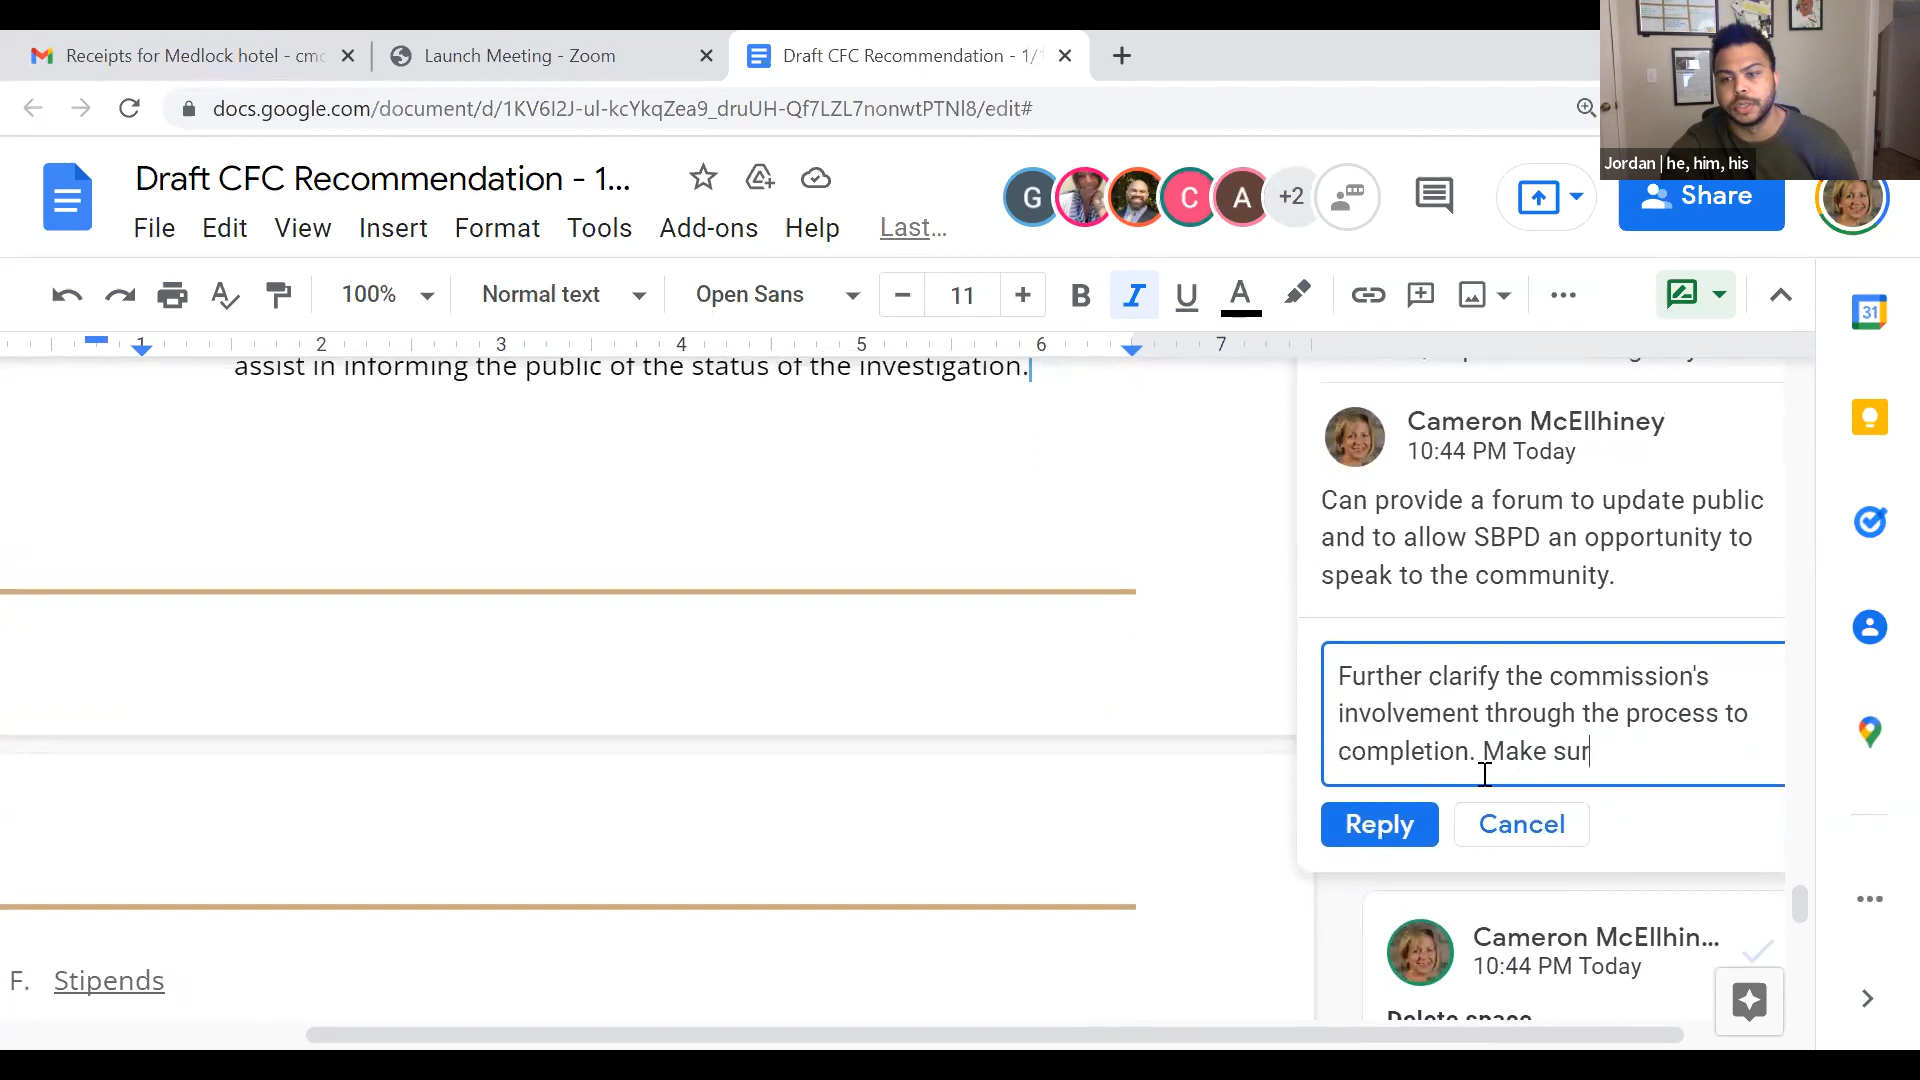 Receipts for Medlock hotel - cmc
Launch Meeting - Zoom
Draft CFC Recommendation - 1/
docs.google.com/document/d/1KV6I2J-ul-kcYkqZea9_druUH-Qf7LZL7nonwtPTNl8/edit#
Jordan | he, him, his
Draft CFC Recommendation - 1...
G
C
A
+2
Share
File Edit View Insert Format Tools Add-ons Help Last...
100% Normal text Open Sans 11 B I U A
31
1 2 3 4 5 6 7
assist in informing the public of the status of the investigation.
Cameron McEllhiney
10:44 PM Today
Can provide a forum to update public
and to allow SBPD an opportunity to
speak to the community.
Further clarify the commission's
involvement through the process to
completion. Make sur
Reply Cancel
Cameron McEllhin...
10:44 PM Today
Delete space
F. Stipends